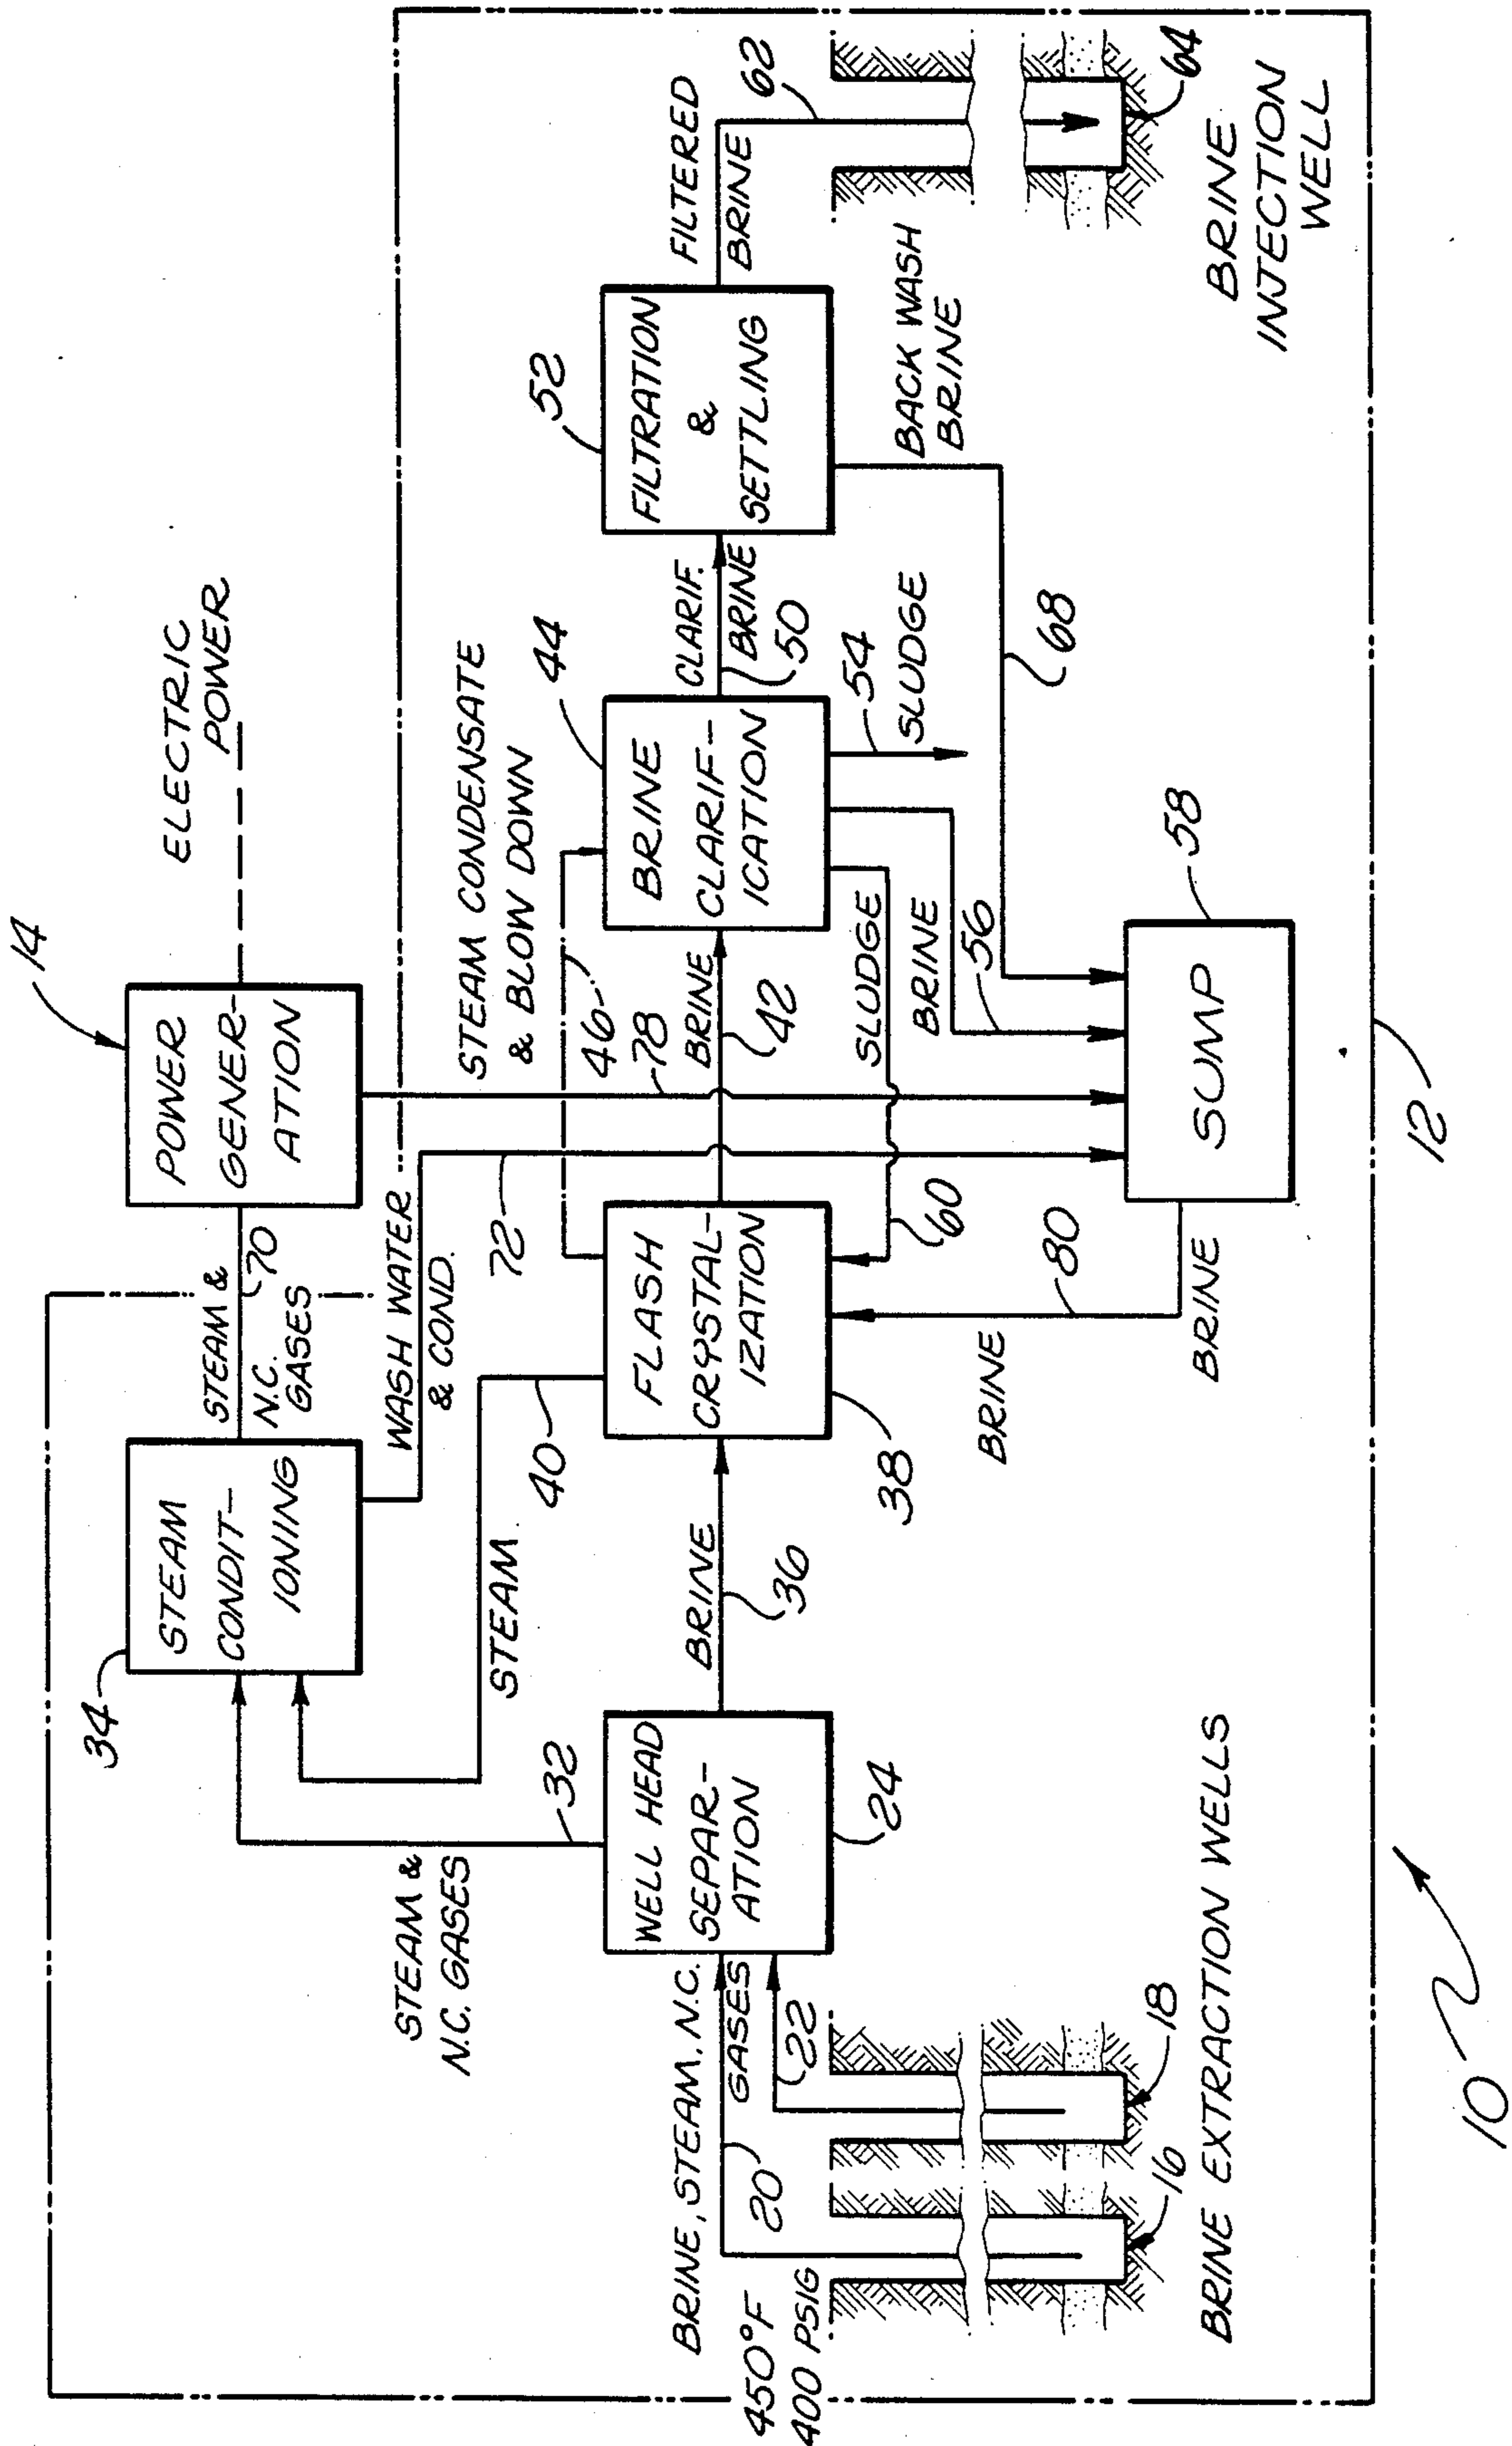 14
ELECTRIC
POWER
POWER
GENER-
ATION
34
STEAM
CONDIT-
IONING
STEAM &
70
N.C.
GASES
WASH WATER
& COND.
72
STEAM CONDENSATE
& BLOW DOWN
46
78
STEAM &
N.C. GASES
32
STEAM
40
BRINE, STEAM, N.C.
GASES
450°F
400 PSIG
20
22
WELL HEAD
SEPAR-
ATION
24
BRINE
36
FLASH
CRYSTAL-
IZATION
38
BRINE
42
44
BRINE
CLARIF-
ICATION
CLARIF.
BRINE
50
52
FILTRATION
&
SETTLING
FILTERED
BRINE
62
SLUDGE
60
BRINE
56
54
SLUDGE
BACK WASH
BRINE
68
BRINE
80
BRINE
SUMP
58
16
18
BRINE EXTRACTION WELLS
64
BRINE
INJECTION
WELL
12
10